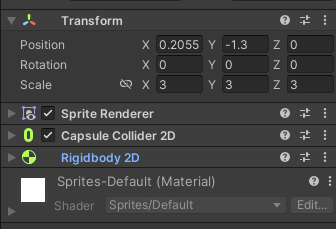 Transform
Position X 0.2055 Y -1.3 Z 0
Rotation X 0 Y 0 Z 0
Scale X 3 Y 3 Z 3
Sprite Renderer
Capsule Collider 2D
Rigidbody 2D
Sprites-Default (Material)
Shader Sprites/Default Edit...